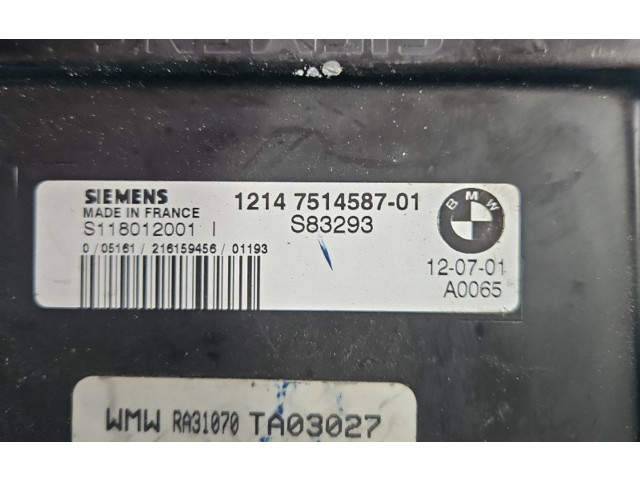 SIEMENS
MADE IN FRANCE
S118012001 I
0 /05161 / 216159456 / 01193
1214 7514587-01
S83293
BMW
12-07-01
A0065
WMW RA31070 TA03027